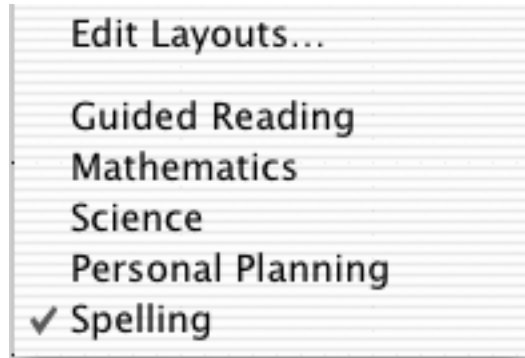 Edit Layouts...
Guided Reading
Mathematics
Science
Personal Planning
✓ Spelling